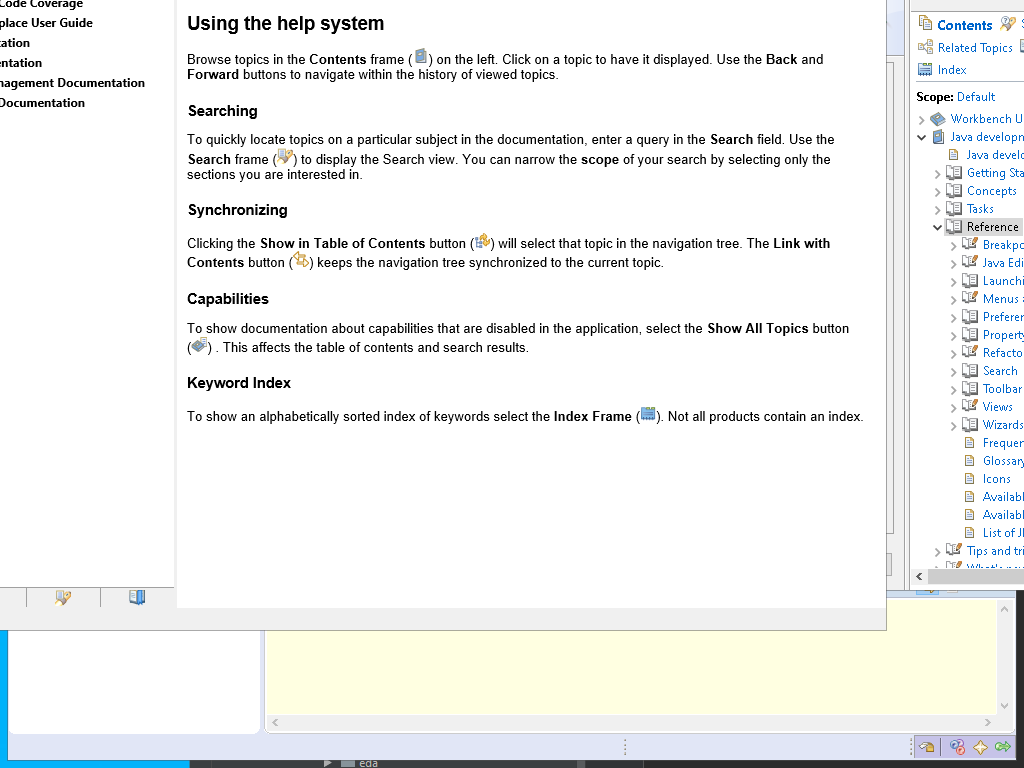 Code Coverage
place User Guide
tation
entation
nagement Documentation
Documentation
Using the help system
Browse topics in the Contents frame ( ) on the left. Click on a topic to have it displayed. Use the Back and
Forward buttons to navigate within the history of viewed topics.
Searching
To quickly locate topics on a particular subject in the documentation, enter a query in the Search field. Use the
Search frame ( ) to display the Search view. You can narrow the scope of your search by selecting only the
sections you are interested in.
Synchronizing
Clicking the Show in Table of Contents button ( ) will select that topic in the navigation tree. The Link with
Contents button ( ) keeps the navigation tree synchronized to the current topic.
Capabilities
To show documentation about capabilities that are disabled in the application, select the Show All Topics button
( ) . This affects the table of contents and search results.
Keyword Index
To show an alphabetically sorted index of keywords select the Index Frame ( ). Not all products contain an index.
Contents
Related Topics
Index
Scope: Default
Workbench U
Java developm
Java develo
Getting Sta
Concepts
Tasks
Reference
Breakpo
Java Edi
Launchi
Menus a
Preferen
Property
Refacto
Search
Toolbar
Views
Wizards
Frequen
Glossary
Icons
Availabl
Availabl
List of J
Tips and tri
What's new
eda